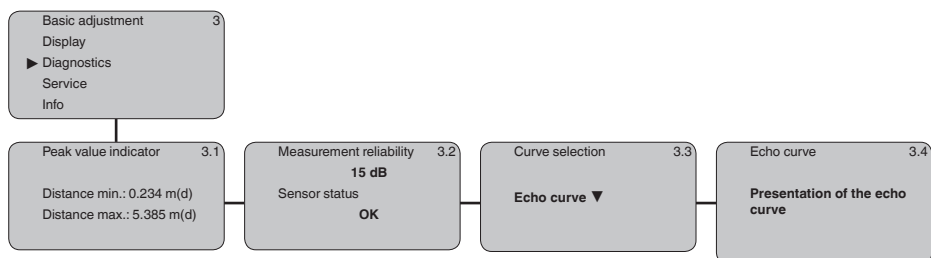 Basic adjustment 3
Display
▶ Diagnostics
Service
Info
Peak value indicator 3.1
Distance min.: 0.234 m(d)
Distance max.: 5.385 m(d)
Measurement reliability 3.2
15 dB
Sensor status
OK
Curve selection 3.3
Echo curve ▼
Echo curve 3.4
Presentation of the echo
curve